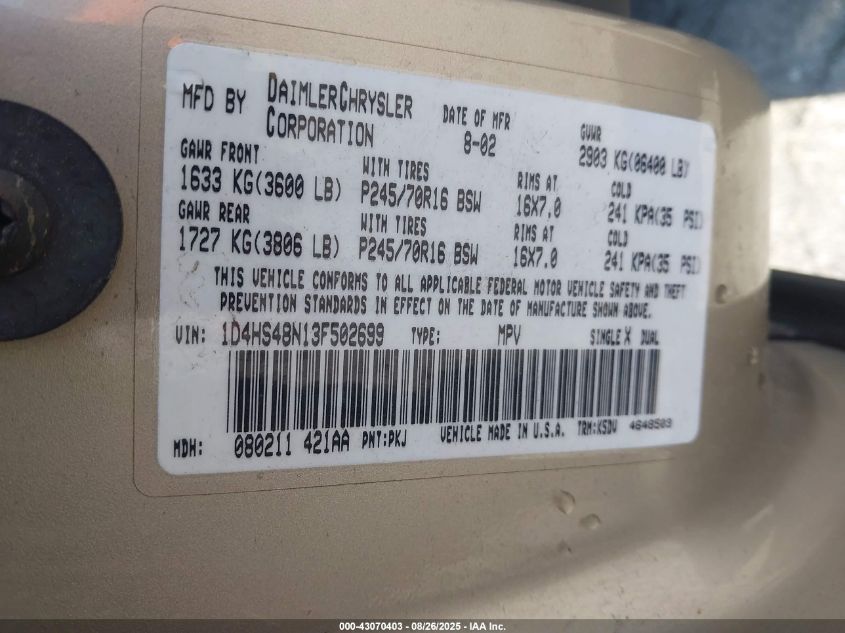 MFD BY DAIMLERCHRYSLER CORPORATION DATE OF MFR 8-02 GVWR 2903 KG(06400 LB)
GAWR FRONT WITH TIRES RIMS AT COLD
1633 KG(3600 LB) P245/70R16 BSW 16X7.0 241 KPA(35 PSI)
GAWR REAR WITH TIRES RIMS AT COLD
1727 KG(3806 LB) P245/70R16 BSW 16X7.0 241 KPA(35 PSI)
THIS VEHICLE CONFORMS TO ALL APPLICABLE FEDERAL MOTOR VEHICLE SAFETY AND THEFT
PREVENTION STANDARDS IN EFFECT ON THE DATE OF MANUFACTURE SHOWN ABOVE.
VIN: 1D4HS48N13F502699 TYPE: MPV SINGLE X DUAL
MDH: 080211 421AA PNT:PKJ VEHICLE MADE IN U.S.A. TRM:K5DV 4648503
000-43070403 - 08/26/2025 - IAA Inc.